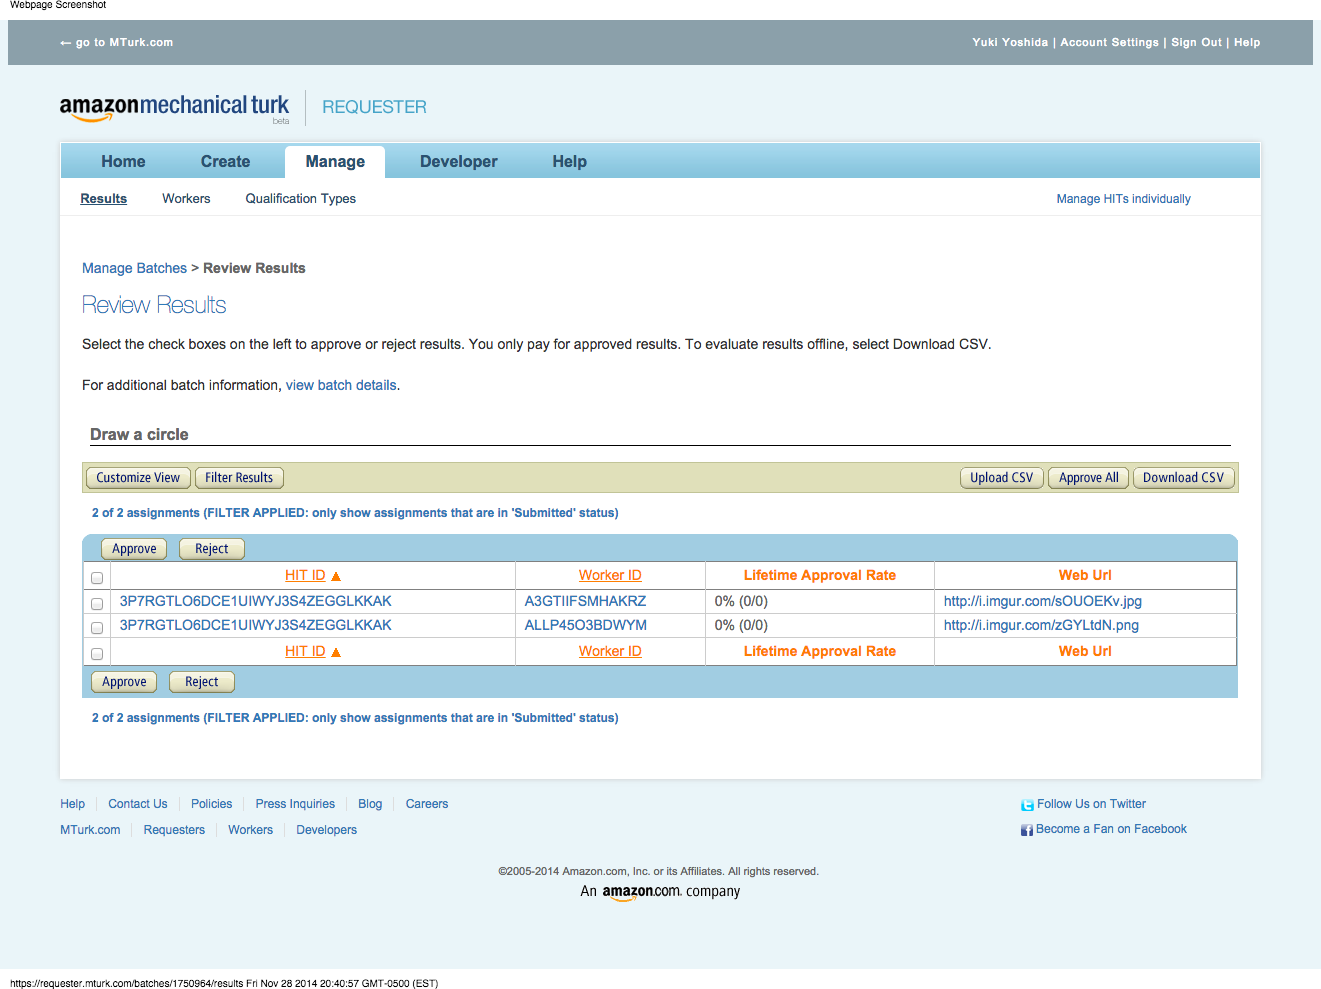 Webpage Screenshot
← go to MTurk.com
Yuki Yoshida | Account Settings | Sign Out | Help
amazonmechanical turk
beta
REQUESTER
Home Create Manage Developer Help
Results Workers Qualification Types Manage HITs individually
Manage Batches > Review Results
Review Results
Select the check boxes on the left to approve or reject results. You only pay for approved results. To evaluate results offline, select Download CSV.
For additional batch information, view batch details.
Draw a circle
Customize View Filter Results Upload CSV Approve All Download CSV
2 of 2 assignments (FILTER APPLIED: only show assignments that are in 'Submitted' status)
Approve Reject
HIT ID ▲ Worker ID Lifetime Approval Rate Web Url
3P7RGTLO6DCE1UIWYJ3S4ZEGGLKKAK A3GTIIFSMHAKRZ 0% (0/0) http://i.imgur.com/sOUOEKv.jpg
3P7RGTLO6DCE1UIWYJ3S4ZEGGLKKAK ALLP45O3BDWYM 0% (0/0) http://i.imgur.com/zGYLtdN.png
HIT ID ▲ Worker ID Lifetime Approval Rate Web Url
Approve Reject
2 of 2 assignments (FILTER APPLIED: only show assignments that are in 'Submitted' status)
Help Contact Us Policies Press Inquiries Blog Careers
Follow Us on Twitter
MTurk.com Requesters Workers Developers
Become a Fan on Facebook
©2005-2014 Amazon.com, Inc. or its Affiliates. All rights reserved.
An amazon.com. company
https://requester.mturk.com/batches/1750964/results Fri Nov 28 2014 20:40:57 GMT-0500 (EST)